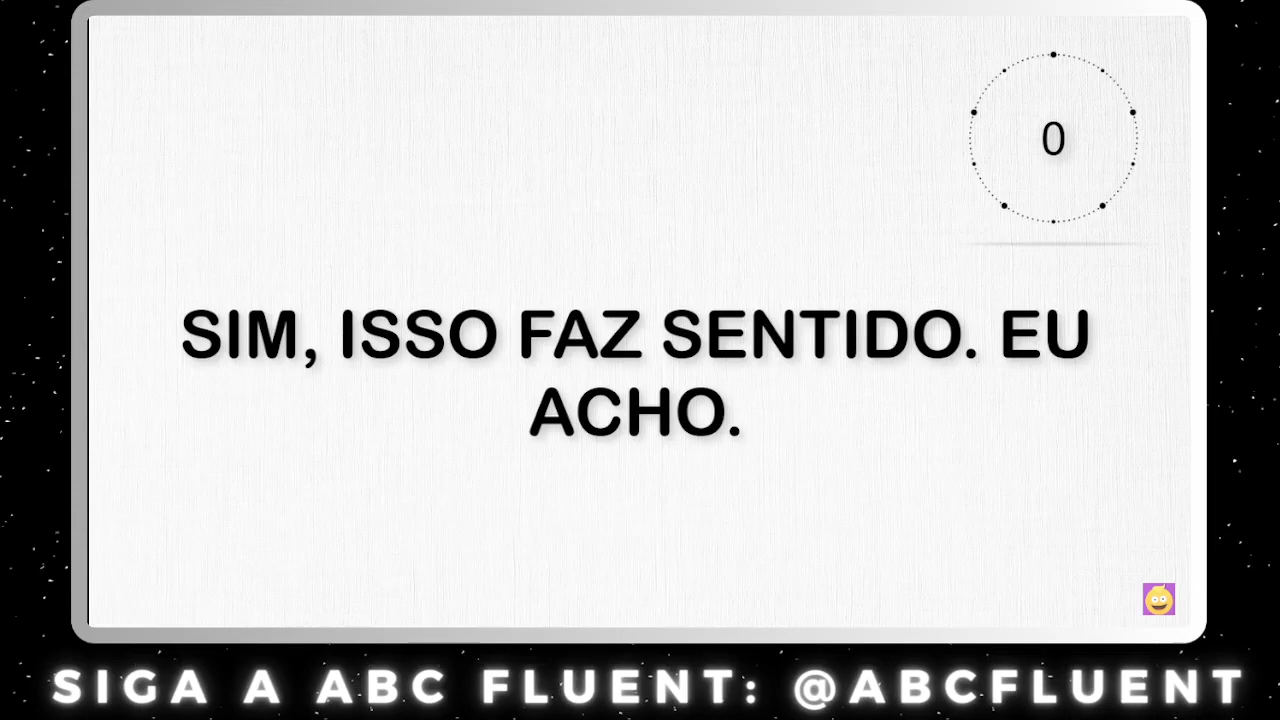 0
SIM, ISSO FAZ SENTIDO. EU
ACHO.
SIGA A ABC FLUENT: @ABCFLUENT